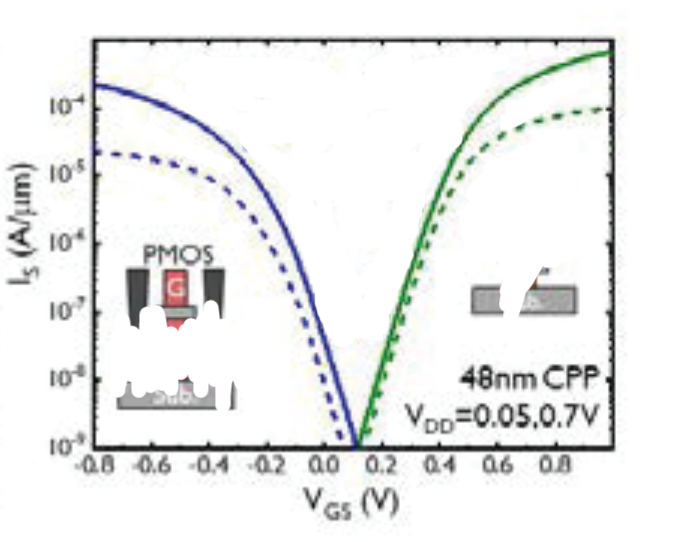 10⁻⁴
10⁻⁵
10⁻⁶
10⁻⁷
10⁻⁸
10⁻⁹
I_S (A/μm)
PMOS
G
48nm CPP
V_DD=0.05,0.7V
-0.8 -0.6 -0.4 -0.2 0.0 0.2 0.4 0.6 0.8
V_GS (V)